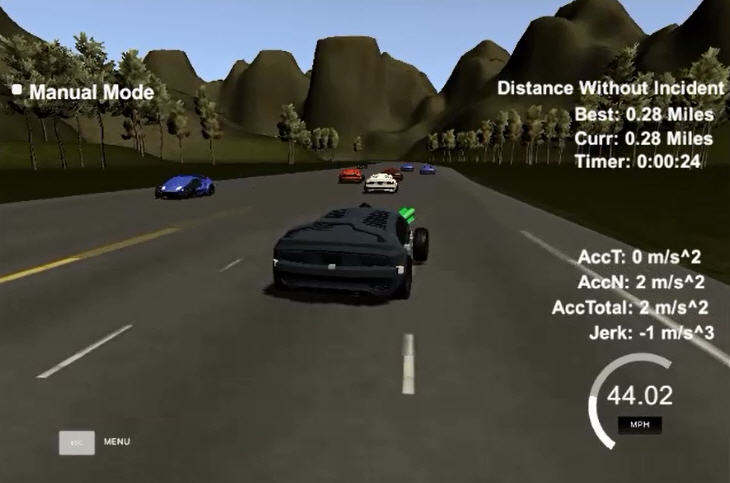 Manual Mode
Distance Without Incident
Best: 0.28 Miles
Curr: 0.28 Miles
Timer: 0:00:24
AccT: 0 m/s^2
AccN: 2 m/s^2
AccTotal: 2 m/s^2
Jerk: -1 m/s^3
44.02
MPH
MENU